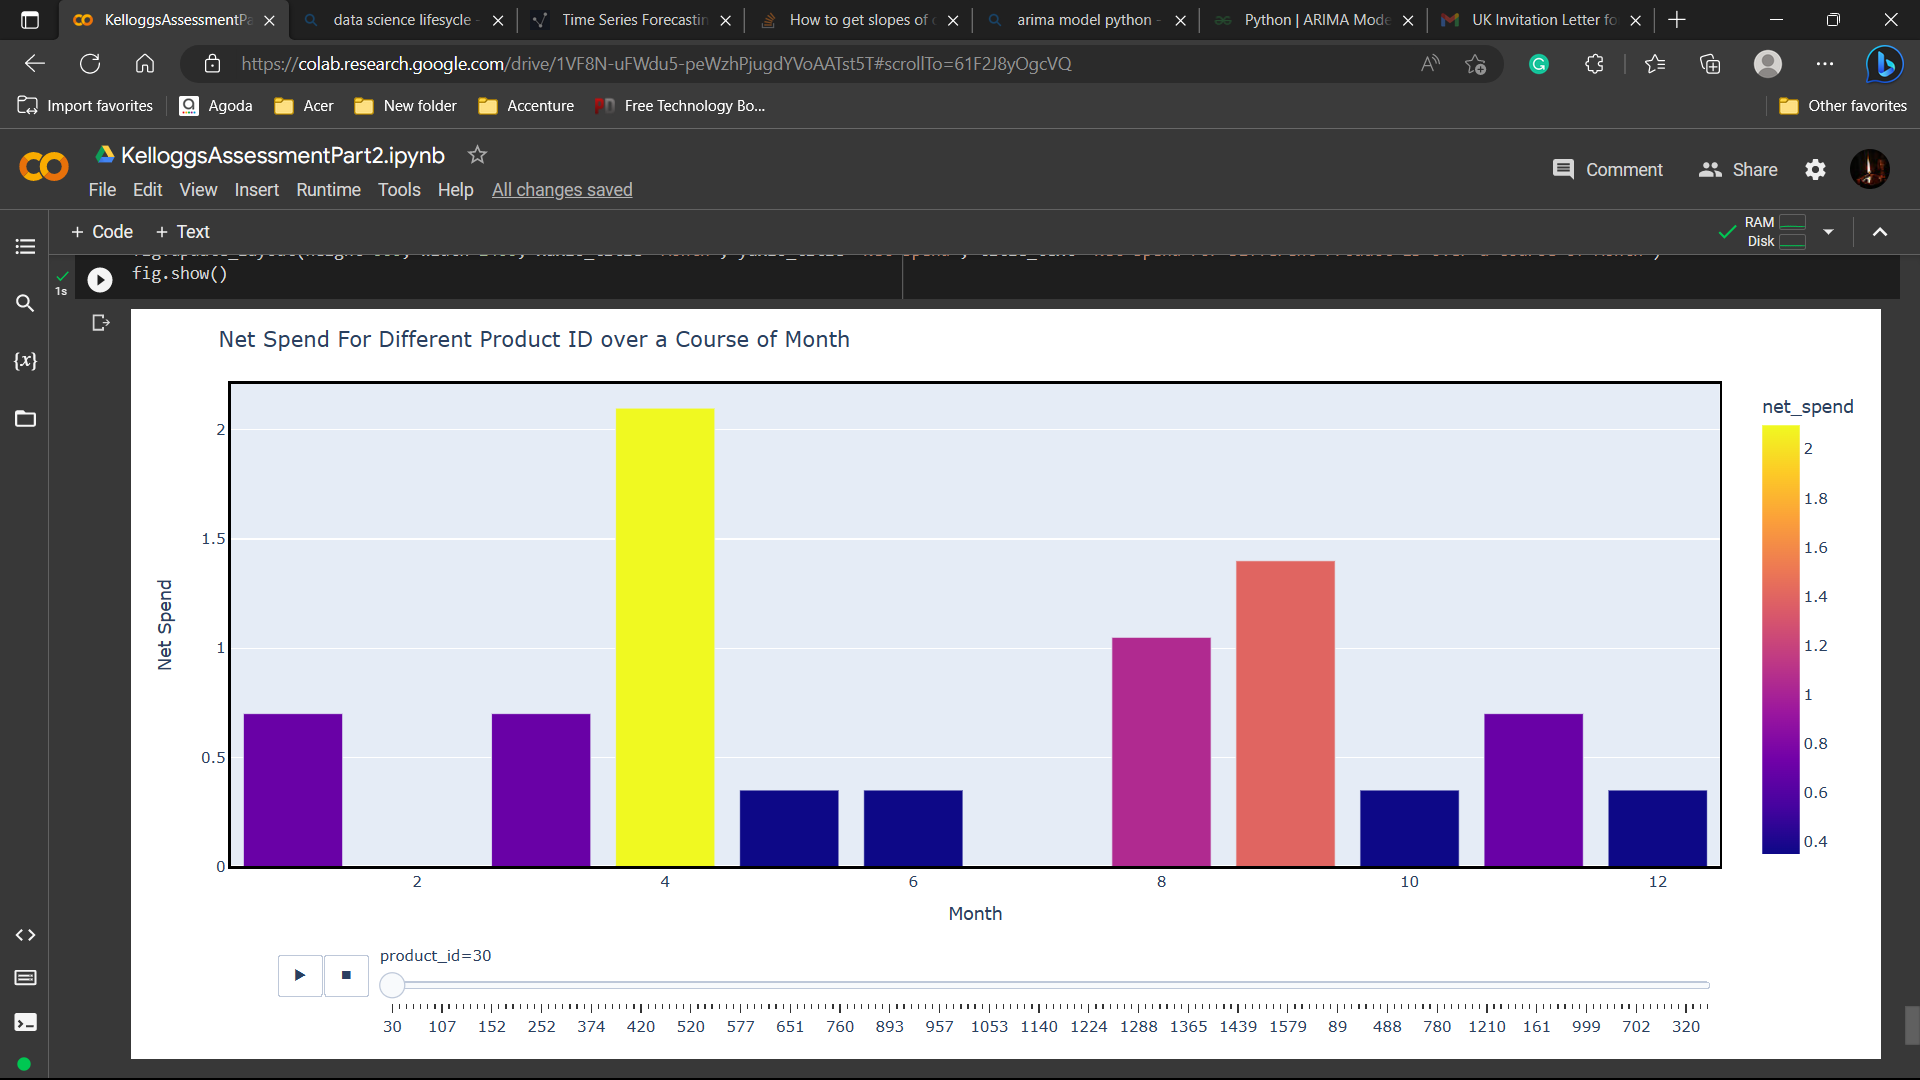 KelloggsAssessmentPa
data science lifesycle -
Time Series Forecastin
How to get slopes of
arima model python -
Python | ARIMA Mode
UK Invitation Letter fo
https://colab.research.google.com/drive/1VF8N-uFWdu5-peWzhPjugdYVoAATst5T#scrollTo=61F2J8yOgcVQ
Import favorites
Agoda
Acer
New folder
Accenture
Free Technology Bo...
Other favorites
KelloggsAssessmentPart2.ipynb
File Edit View Insert Runtime Tools Help All changes saved
Comment
Share
+ Code + Text
RAM
Disk
fig.show()
1s
{x}
Net Spend For Different Product ID over a Course of Month
net_spend
2
1.8
1.6
1.4
1.2
1
0.8
0.6
0.4
Net Spend
2
1.5
1
0.5
0
2 4 6 8 10 12
Month
product_id=30
30 107 152 252 374 420 520 577 651 760 893 957 1053 1140 1224 1288 1365 1439 1579 89 488 780 1210 161 999 702 320